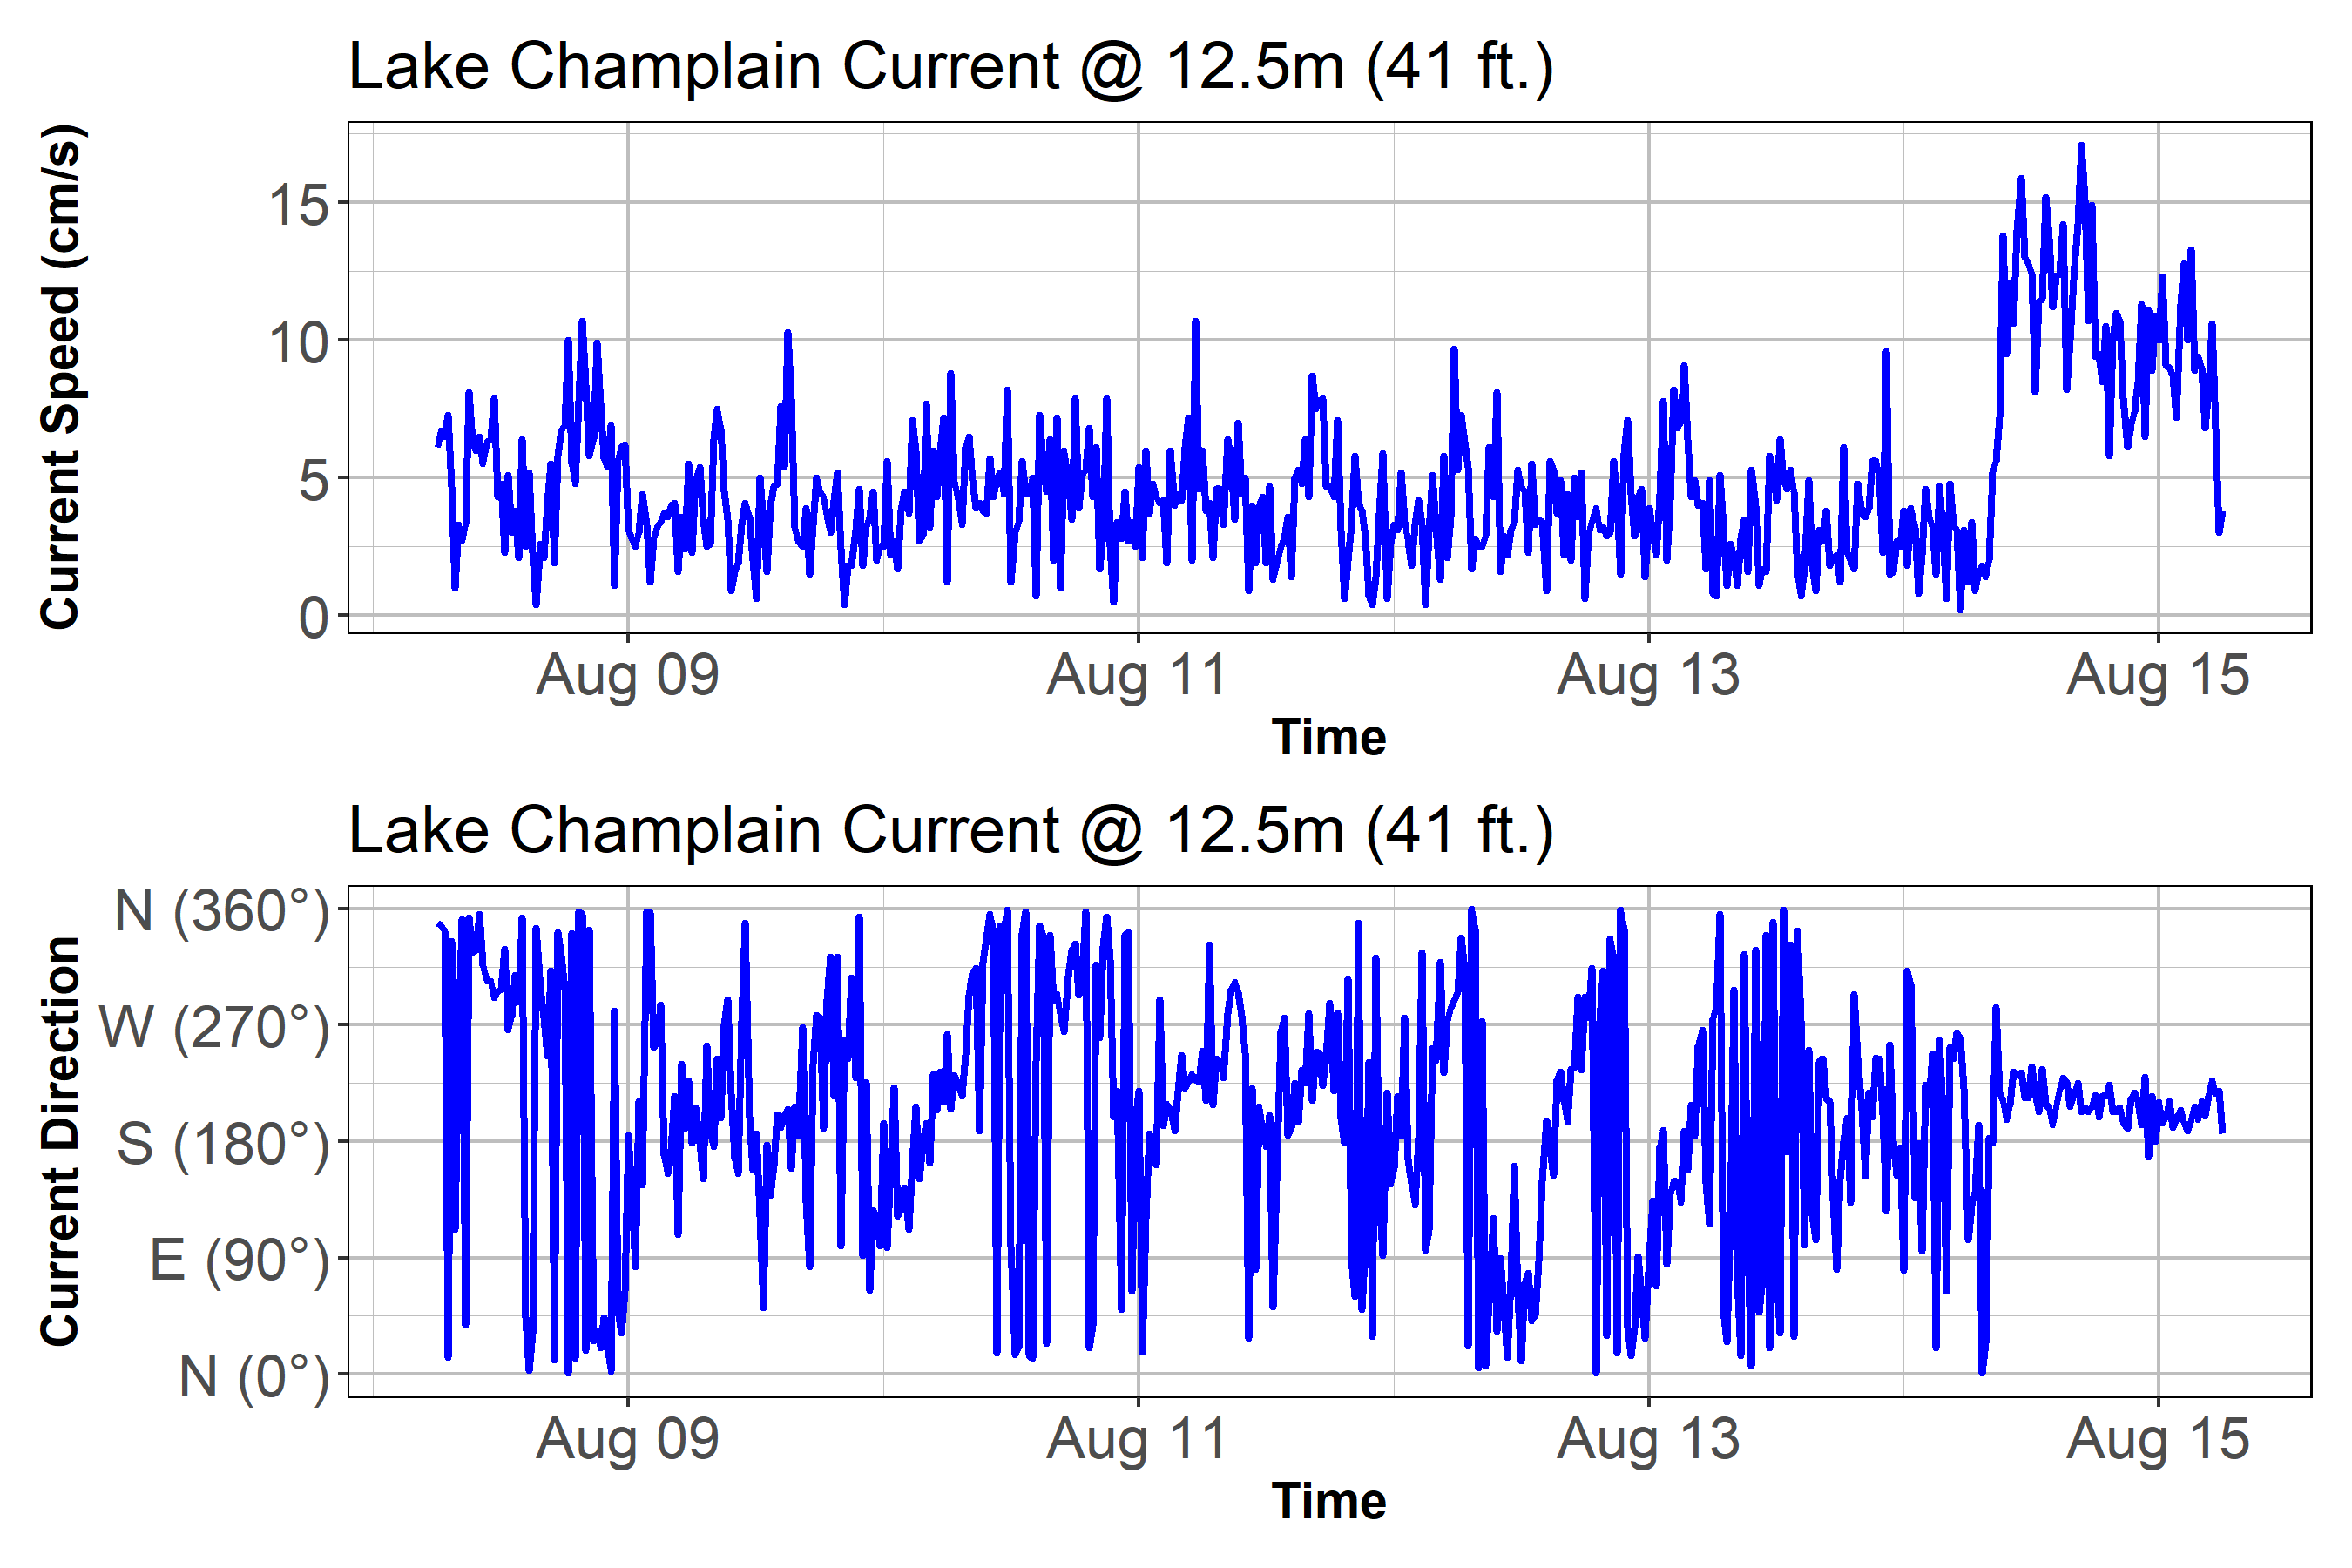 Lake Champlain Current @ 12.5m (41 ft.)
Current Speed (cm/s)
15
10
5
0
Aug 09 Aug 11 Aug 13 Aug 15
Time
Lake Champlain Current @ 12.5m (41 ft.)
Current Direction
N (360°)
W (270°)
S (180°)
E (90°)
N (0°)
Aug 09 Aug 11 Aug 13 Aug 15
Time